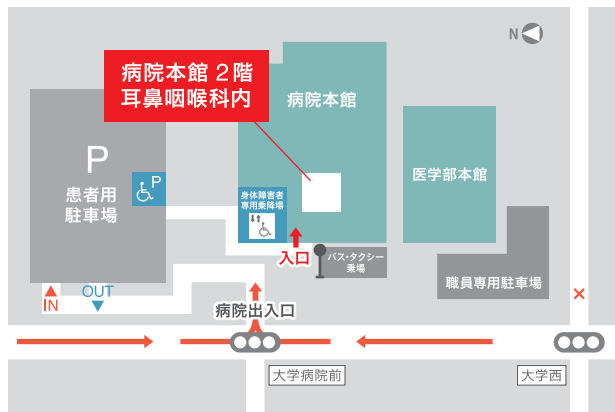 N
病院本館 2階
耳鼻咽喉科内
病院本館
P
患者用
駐車場
P
医学部本館
身体障害者
専用乗降場
入口
バス・タクシー
乗場
職員専用駐車場
IN
OUT
病院出入口
大学病院前
大学西